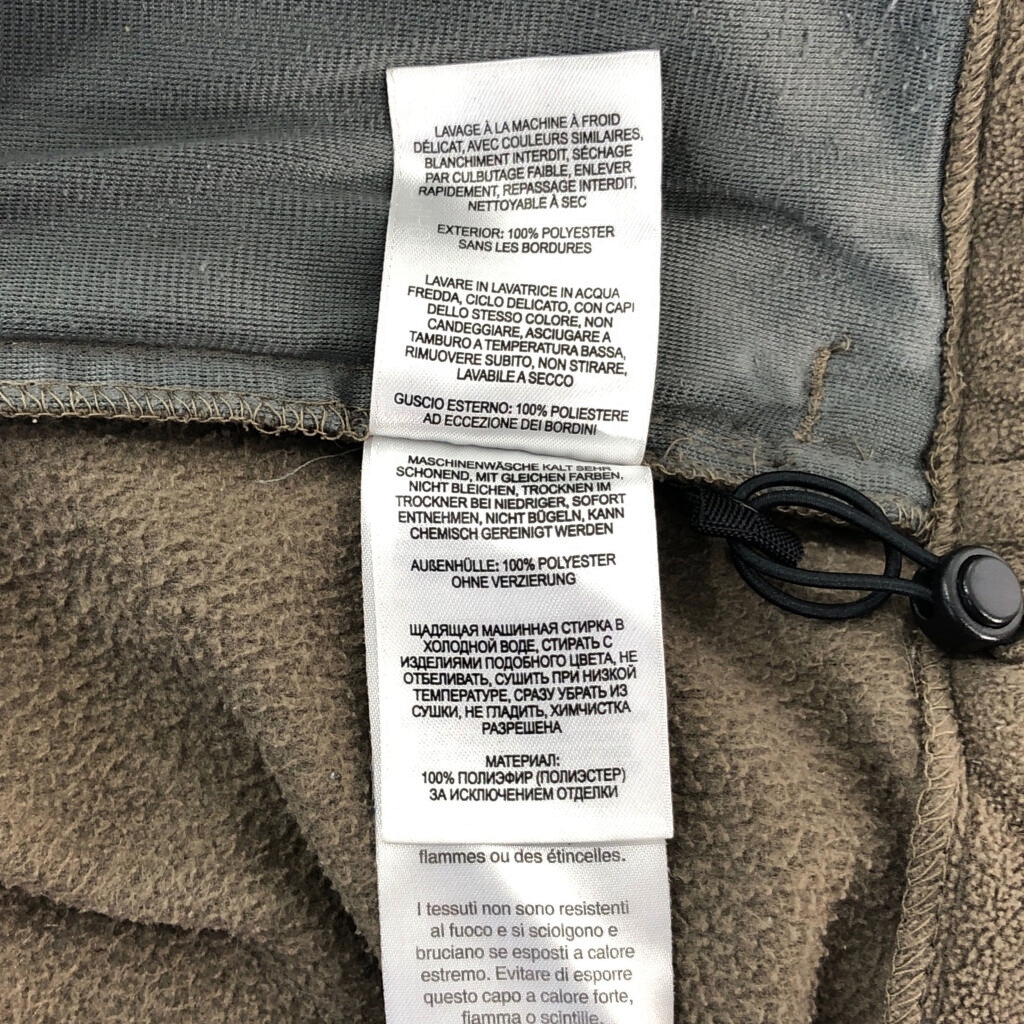 LAVAGE À LA MACHINE À FROID
DÉLICAT, AVEC COULEURS SIMILAIRES,
BLANCHIMENT INTERDIT, SÉCHAGE
PAR CULBUTAGE FAIBLE, ENLEVER
RAPIDEMENT, REPASSAGE INTERDIT,
NETTOYABLE À SEC
EXTERIOR: 100% POLYESTER
SANS LES BORDURES
LAVARE IN LAVATRICE IN ACQUA
FREDDA, CICLO DELICATO, CON CAPI
DELLO STESSO COLORE, NON
CANDEGGIARE, ASCIUGARE A
TAMBURO A TEMPERATURA BASSA,
RIMUOVERE SUBITO, NON STIRARE,
LAVABILE A SECCO
GUSCIO ESTERNO: 100% POLIESTERE
AD ECCEZIONE DEI BORDINI
MASCHINENWÄSCHE KALT SEHR
SCHONEND, MIT GLEICHEN FARBEN,
NICHT BLEICHEN, TROCKNEN IM
TROCKNER BEI NIEDRIGER, SOFORT
ENTNEHMEN, NICHT BÜGELN, KANN
CHEMISCH GEREINIGT WERDEN
AUßENHÜLLE: 100% POLYESTER
OHNE VERZIERUNG
ЩАДЯЩАЯ МАШИННАЯ СТИРКА В
ХОЛОДНОЙ ВОДЕ, СТИРАТЬ С
ИЗДЕЛИЯМИ ПОДОБНОГО ЦВЕТА, НЕ
ОТБЕЛИВАТЬ, СУШИТЬ ПРИ НИЗКОЙ
ТЕМПЕРАТУРЕ, СРАЗУ УБРАТЬ ИЗ
СУШКИ, НЕ ГЛАДИТЬ, ХИМЧИСТКА
РАЗРЕШЕНА
МАТЕРИАЛ:
100% ПОЛИЭФИР (ПОЛИЭСТЕР)
ЗА ИСКЛЮЧЕНИЕМ ОТДЕЛКИ
flammes ou des étincelles.
I tessuti non sono resistenti
al fuoco e si sciolgono e
bruciano se esposti a calore
estremo. Evitare di esporre
questo capo a calore forte,
fiamma o scintille.